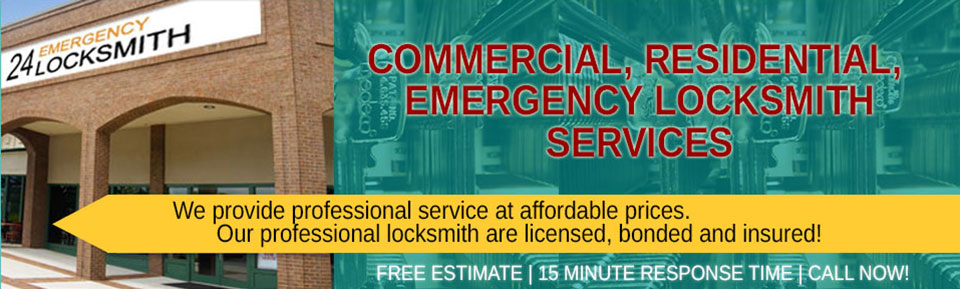 24 EMERGENCY
LOCKSMITH
COMMERCIAL, RESIDENTIAL,
EMERGENCY LOCKSMITH
SERVICES
We provide professional service at affordable prices.
Our professional locksmith are licensed, bonded and insured!
FREE ESTIMATE | 15 MINUTE RESPONSE TIME | CALL NOW!